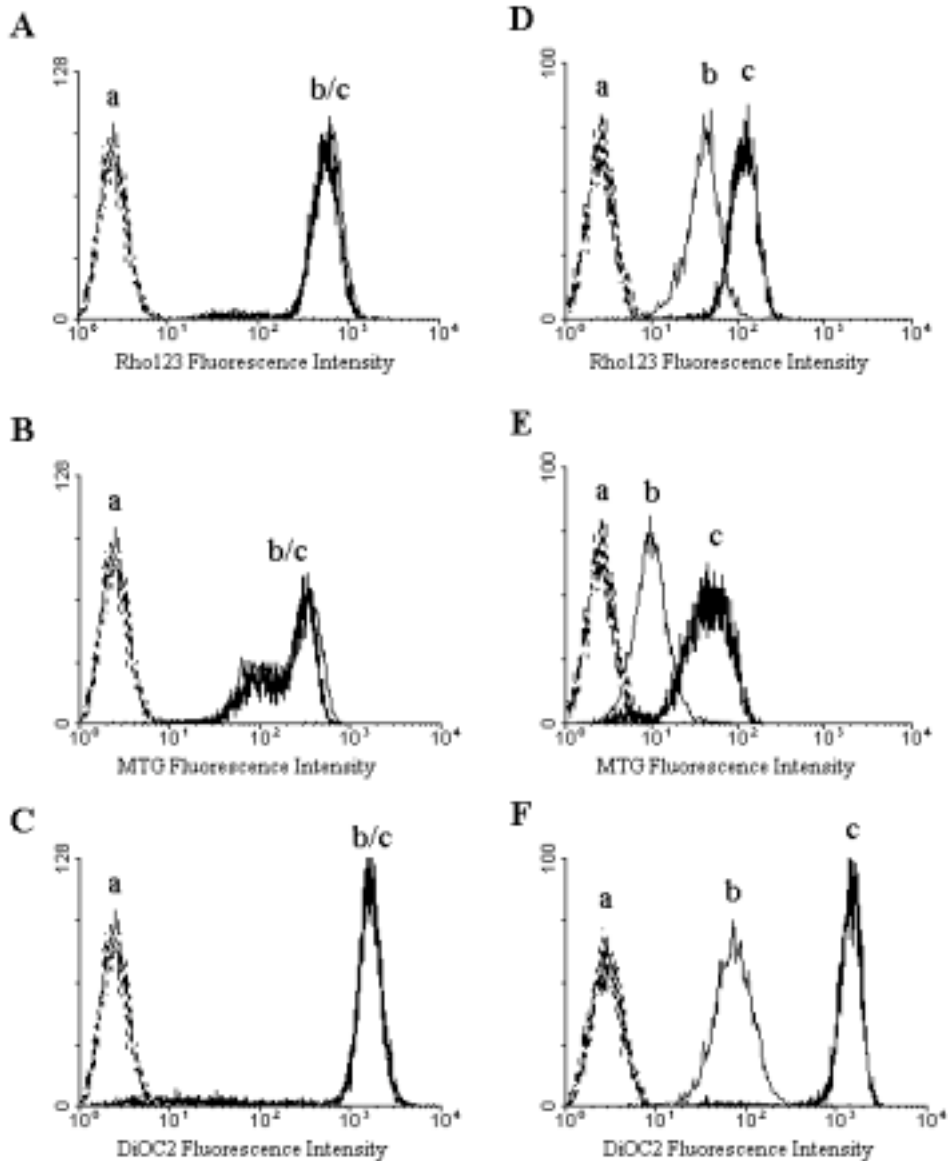 A
128
a
b/c
0
10⁰ 10¹ 10² 10³ 10⁴
Rho123 Fluorescence Intensity
B
128
a
b/c
0
10⁰ 10¹ 10² 10³ 10⁴
MTG Fluorescence Intensity
C
128
a
b/c
0
10⁰ 10¹ 10² 10³ 10⁴
DiOC2 Fluorescence Intensity
D
100
a
b
c
0
10⁰ 10¹ 10² 10³ 10⁴
Rho123 Fluorescence Intensity
E
100
a
b
c
0
10⁰ 10¹ 10² 10³ 10⁴
MTG Fluorescence Intensity
F
100
a
b
c
0
10⁰ 10¹ 10² 10³ 10⁴
DiOC2 Fluorescence Intensity